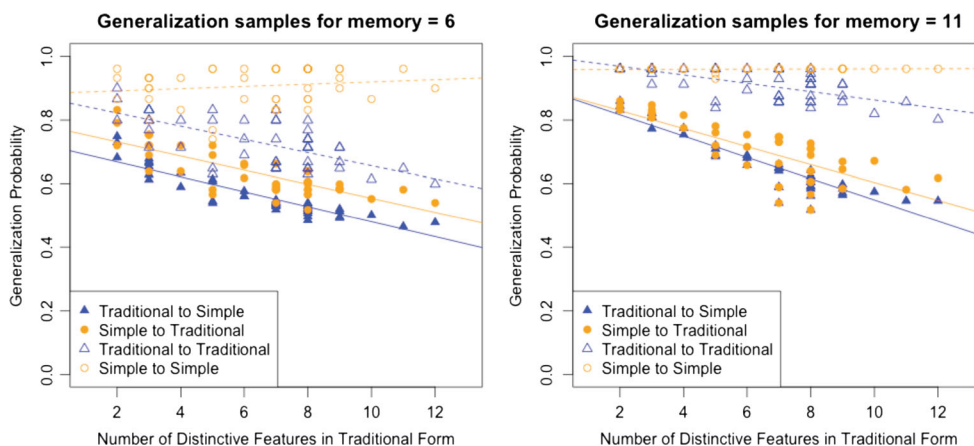 Generalization samples for memory = 6
Generalization Probability
1.0
0.8
0.6
0.4
0.2
0.0
Traditional to Simple
Simple to Traditional
Traditional to Traditional
Simple to Simple
2 4 6 8 10 12
Number of Distinctive Features in Traditional Form
Generalization samples for memory = 11
Generalization Probability
1.0
0.8
0.6
0.4
0.2
0.0
Traditional to Simple
Simple to Traditional
Traditional to Traditional
Simple to Simple
2 4 6 8 10 12
Number of Distinctive Features in Traditional Form